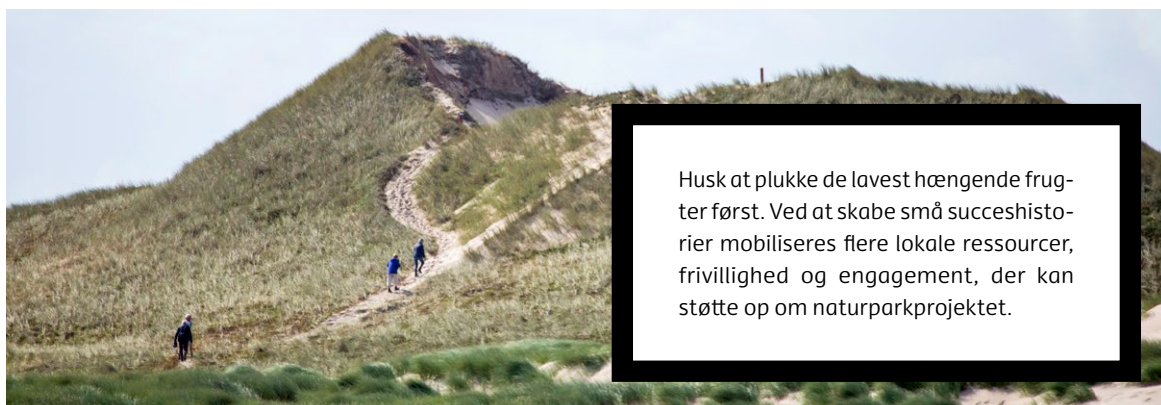 Husk at plukke de lavest hængende frug-
ter først. Ved at skabe små succeshisto-
rier mobiliseres flere lokale ressourcer,
frivillighed og engagement, der kan
støtte op om naturparkprojektet.